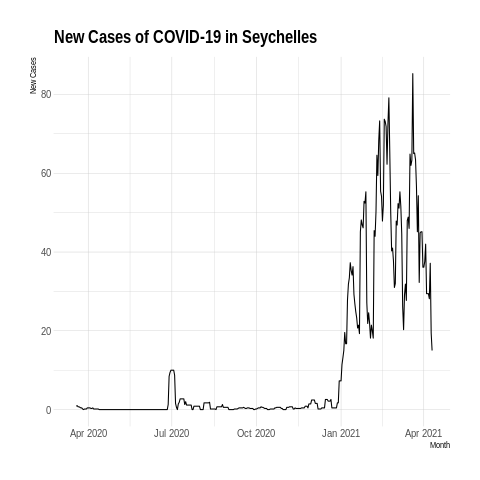 New Cases of COVID-19 in Seychelles
New Cases
80
60
40
20
0
Apr 2020 Jul 2020 Oct 2020 Jan 2021 Apr 2021
Month